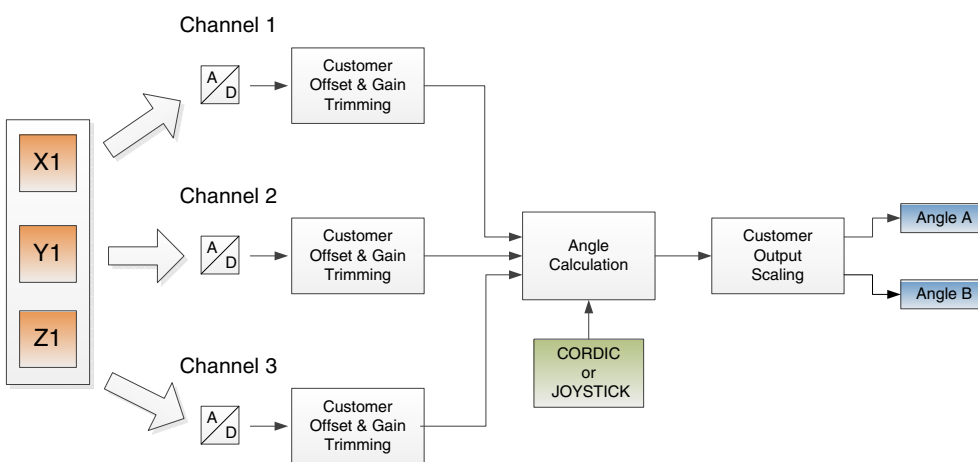 Channel 1
A
D
Customer
Offset & Gain
Trimming
X1
Y1
Z1
Channel 2
A
D
Customer
Offset & Gain
Trimming
Channel 3
A
D
Customer
Offset & Gain
Trimming
Angle
Calculation
CORDIC
or
JOYSTICK
Customer
Output
Scaling
Angle A
Angle B